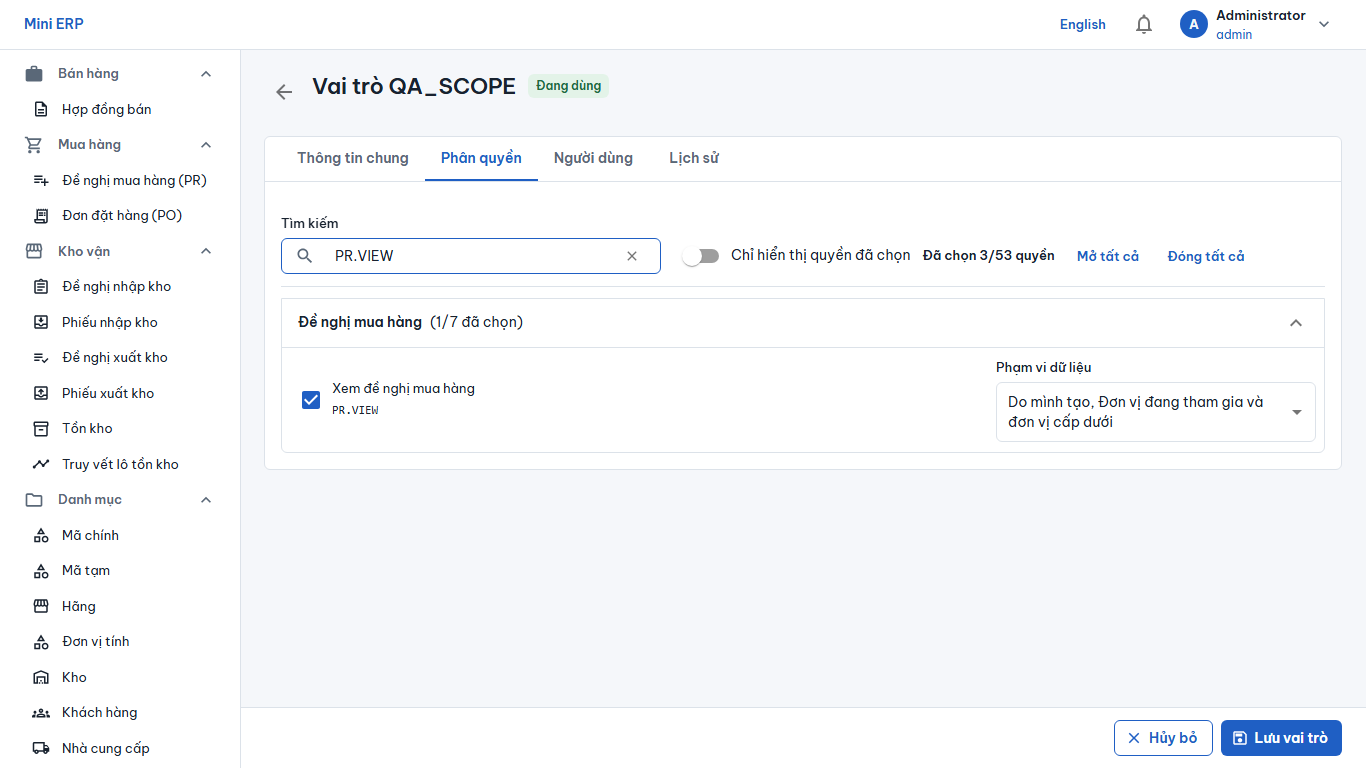 Mini ERP
English
A
Administrator
admin
Bán hàng
Hợp đồng bán
Mua hàng
Đề nghị mua hàng (PR)
Đơn đặt hàng (PO)
Kho vận
Đề nghị nhập kho
Phiếu nhập kho
Đề nghị xuất kho
Phiếu xuất kho
Tồn kho
Truy vết lô tồn kho
Danh mục
Mã chính
Mã tạm
Hãng
Đơn vị tính
Kho
Khách hàng
Nhà cung cấp
Vai trò QA_SCOPE
Đang dùng
Thông tin chung
Phân quyền
Người dùng
Lịch sử
Tìm kiếm
PR.VIEW
Chỉ hiển thị quyền đã chọn
Đã chọn 3/53 quyền
Mở tất cả
Đóng tất cả
Đề nghị mua hàng (1/7 đã chọn)
Xem đề nghị mua hàng
PR.VIEW
Phạm vi dữ liệu
Do mình tạo, Đơn vị đang tham gia và
đơn vị cấp dưới
Hủy bỏ
Lưu vai trò